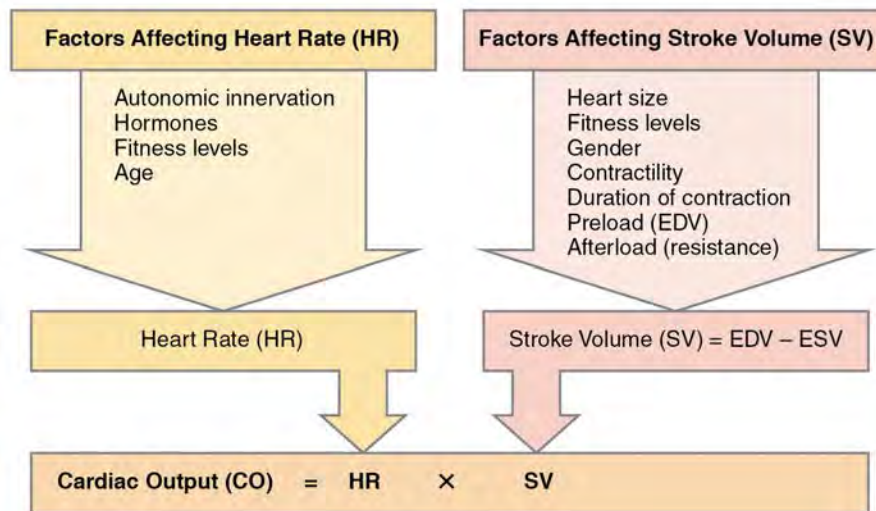 Factors Affecting Heart Rate (HR)
Autonomic innervation
Hormones
Fitness levels
Age
Heart Rate (HR)
Factors Affecting Stroke Volume (SV)
Heart size
Fitness levels
Gender
Contractility
Duration of contraction
Preload (EDV)
Afterload (resistance)
Stroke Volume (SV) = EDV – ESV
Cardiac Output (CO) = HR × SV